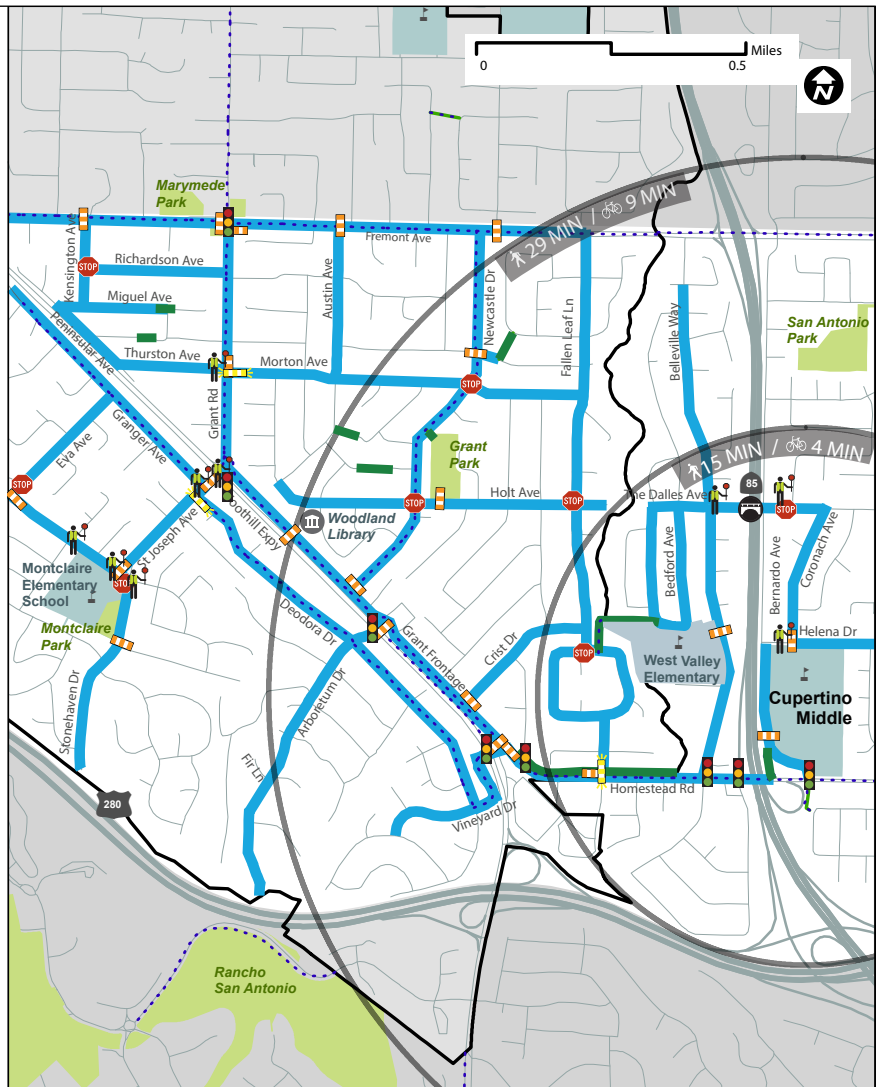 Miles
0
0.5
N
Marymede
Park
29 MIN / 9 MIN
Fremont Ave
Kensington Ave
Richardson Ave
STOP
Miguel Ave
Austin Ave
Newcastle Dr
Fallen Leaf Ln
Belleville Way
San Antonio
Park
Peninsular Ave
Thurston Ave
Morton Ave
STOP
Grant Rd
Granger Ave
Eva Ave
Grant
Park
15 MIN / 4 MIN
85
STOP
STOP
Holt Ave
STOP
The Dalles Ave
STOP
St Joseph Ave
Foothill Expy
Woodland
Library
Bedford Ave
Bernardo Ave
Coronach Ave
Montclaire
Elementary
School
STO
Deodora Dr
Montclaire
Park
Grant Frontage
Crist Dr
STOP
West Valley
Elementary
Helena Dr
Cupertino
Middle
Stonehaven Dr
Arboretum Dr
Fir Ln
Homestead Rd
280
Vineyard Dr
Rancho
San Antonio